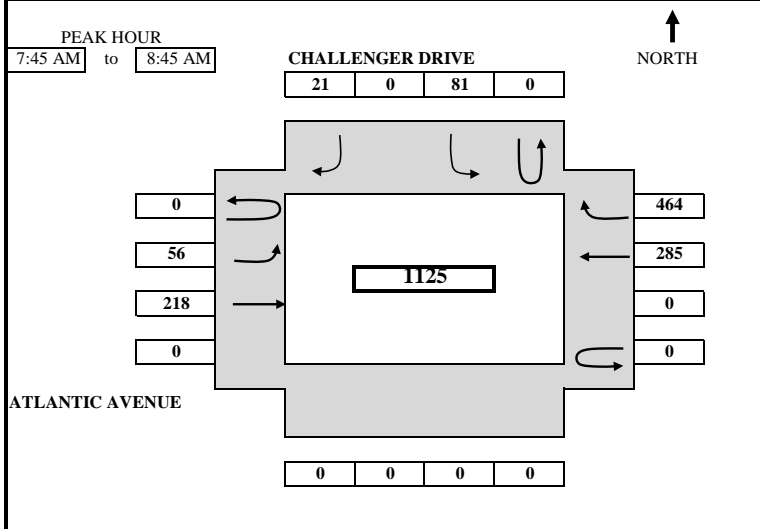 PEAK HOUR
7:45 AM to 8:45 AM
CHALLENGER DRIVE
NORTH
21 0 81 0
0 464
56 285
1125
218 0
0 0
ATLANTIC AVENUE
0 0 0 0